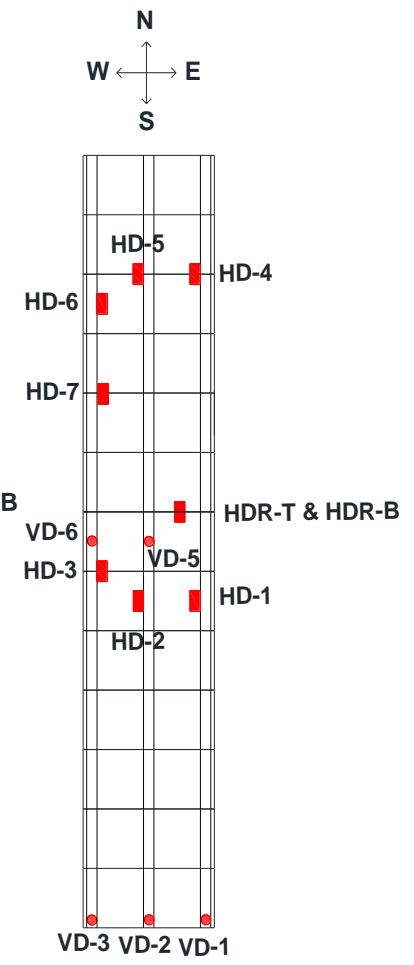 N
W E
S
HD-5
HD-4
HD-6
HD-7
B
HDR-T & HDR-B
VD-6
VD-5
HD-3
HD-1
HD-2
VD-3 VD-2 VD-1